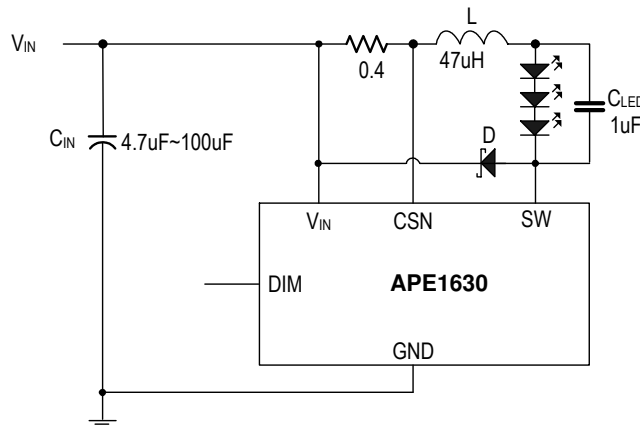 L
VIN
0.4
47uH
CLED
1uF
CIN
4.7uF~100uF
D
VIN
CSN
SW
DIM
APE1630
GND